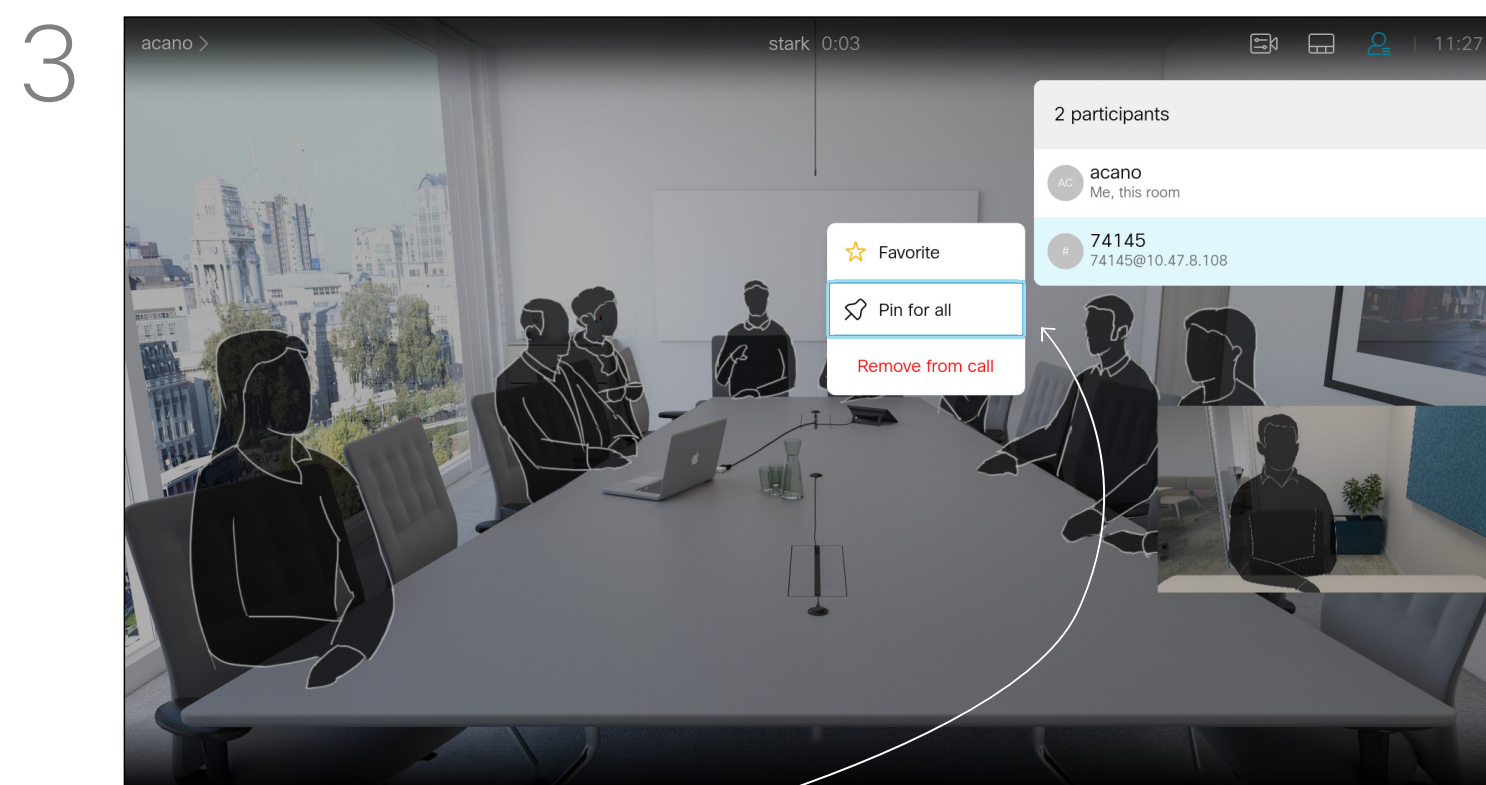 3
acano >
stark 0:03
11:27
2 participants
AC
acano
Me, this room
#
74145
74145@10.47.8.108
Favorite
Pin for all
Remove from call